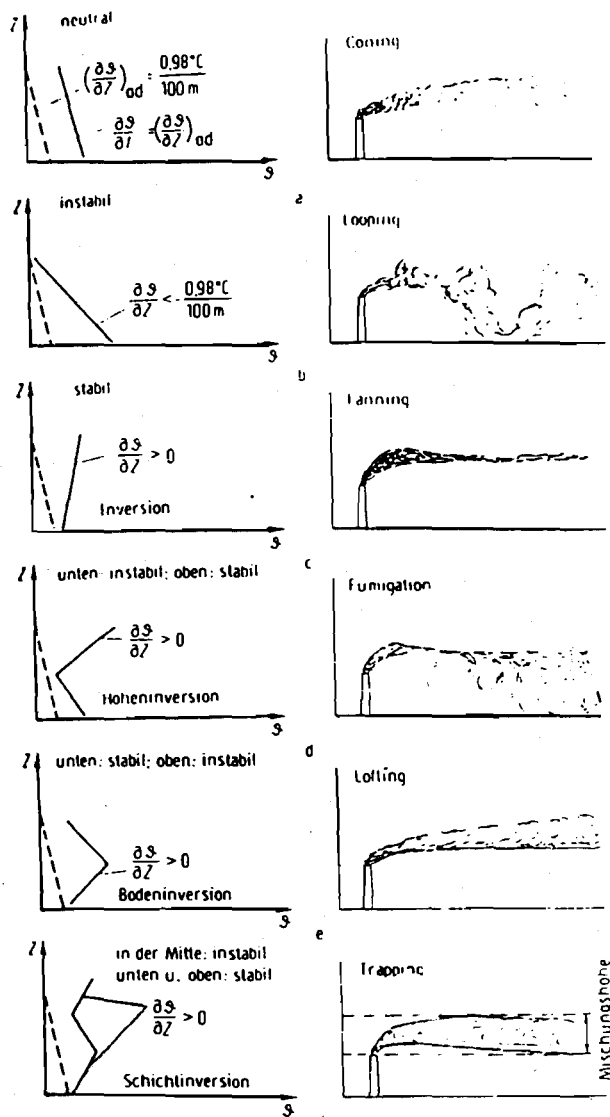 z
neutral
(∂ϑ/∂z)ad = 0,98°C/100 m
∂ϑ/∂z = (∂ϑ/∂z)ad
ϑ
Coning
a
z
instabil
∂ϑ/∂z < - 0,98°C/100 m
ϑ
Looping
b
z
stabil
∂ϑ/∂z > 0
Inversion
ϑ
Fanning
c
z
unten: instabil; oben: stabil
∂ϑ/∂z > 0
Höheninversion
ϑ
Fumigation
d
z
unten: stabil; oben: instabil
∂ϑ/∂z > 0
Bodeninversion
ϑ
Lofting
e
z
in der Mitte: instabil
unten u. oben: stabil
∂ϑ/∂z > 0
Schichtinversion
Trapping
Mischungshöhe